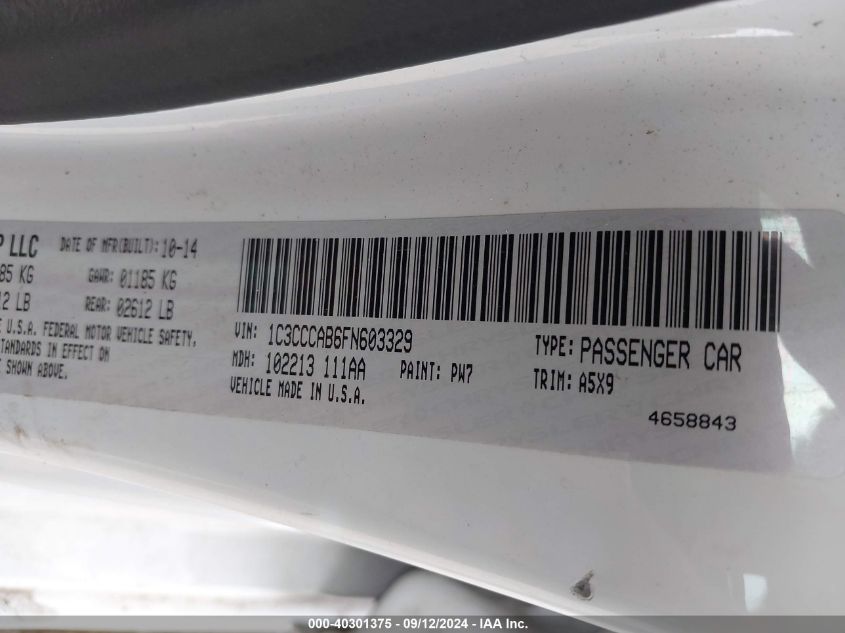 P LLC DATE OF MFR(BUILT): 10-14
85 KG GAWR: 01185 KG
12 LB REAR: 02612 LB
E U.S.A. FEDERAL MOTOR VEHICLE SAFETY,
TANDARDS IN EFFECT ON
SHOWN ABOVE.
VIN: 1C3CCCAB6FN603329
MDH: 102213 111AA PAINT: PW7
VEHICLE MADE IN U.S.A.
TYPE: PASSENGER CAR
TRIM: A5X9
4658843
000-40301375 - 09/12/2024 - IAA Inc.